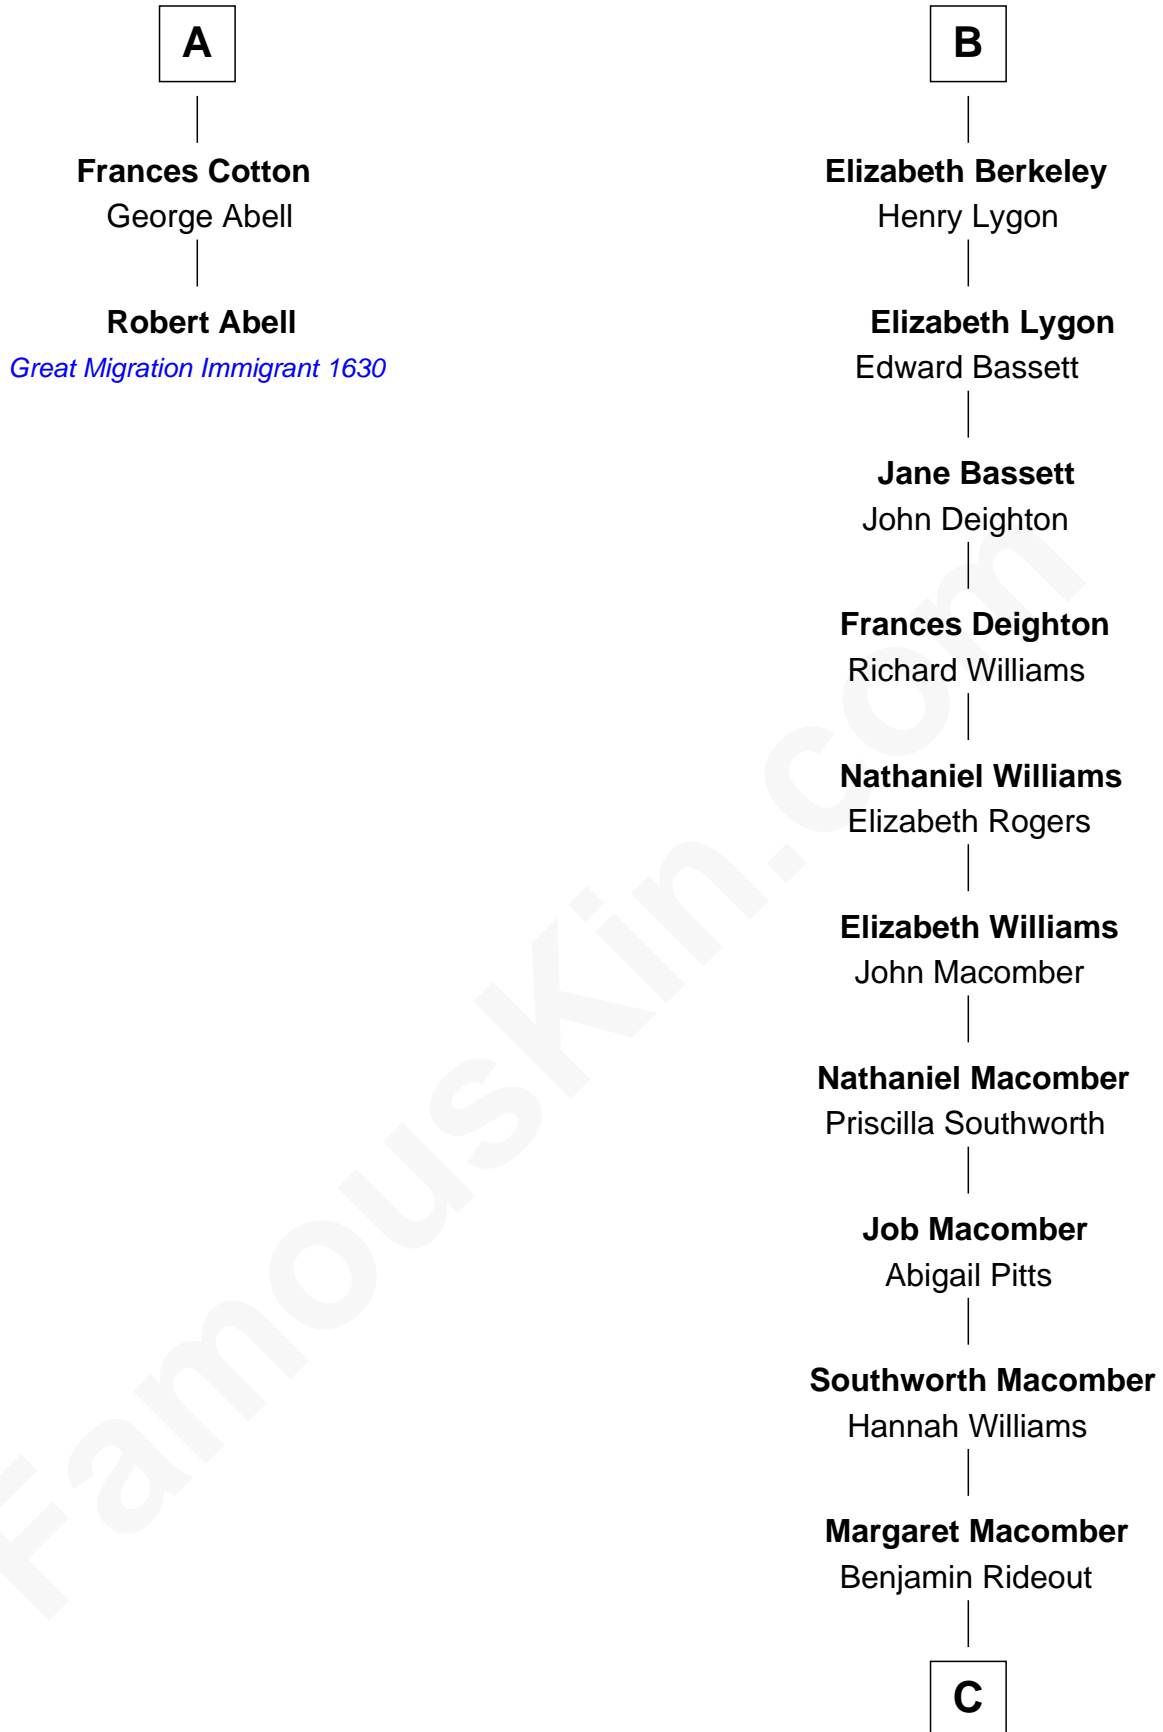 A
Frances Cotton
George Abell
Robert Abell
Great Migration Immigrant 1630
B
Elizabeth Berkeley
Henry Lygon
Elizabeth Lygon
Edward Bassett
Jane Bassett
John Deighton
Frances Deighton
Richard Williams
Nathaniel Williams
Elizabeth Rogers
Elizabeth Williams
John Macomber
Nathaniel Macomber
Priscilla Southworth
Job Macomber
Abigail Pitts
Southworth Macomber
Hannah Williams
Margaret Macomber
Benjamin Rideout
C
FamousKin.com